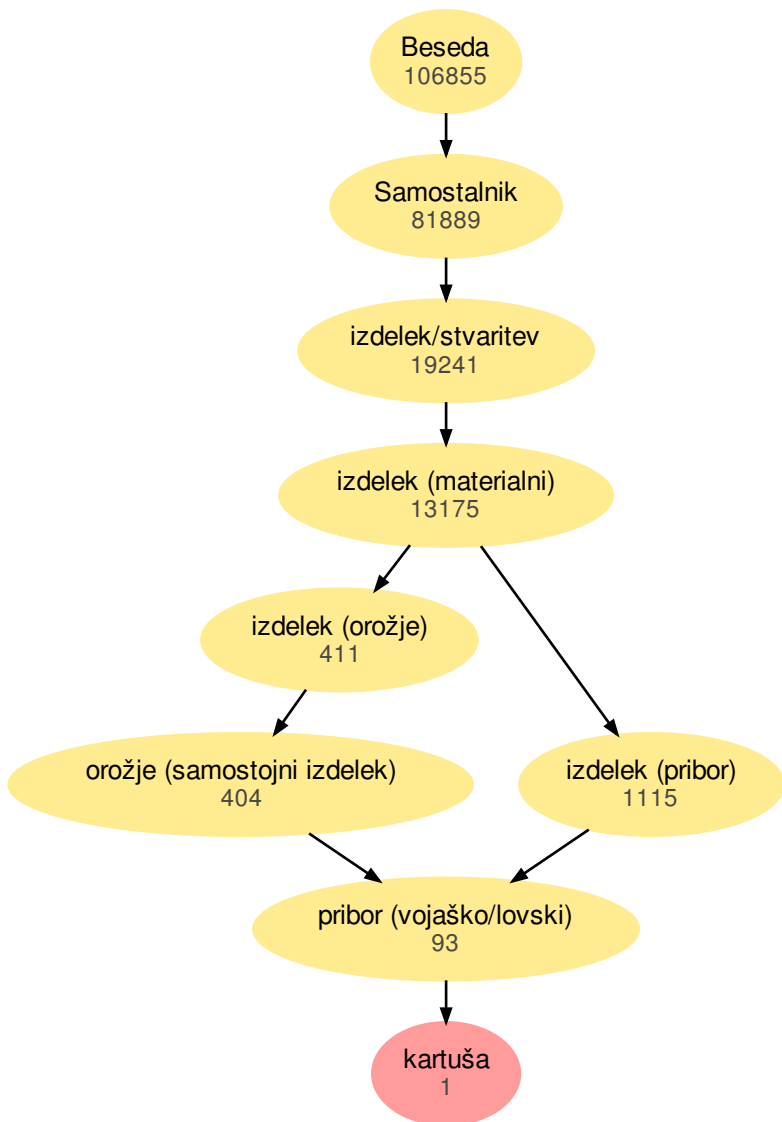 Beseda
106855
Samostalnik
81889
izdelek/stvaritev
19241
izdelek (materialni)
13175
izdelek (orožje)
411
orožje (samostojni izdelek)
404
izdelek (pribor)
1115
pribor (vojaško/lovski)
93
kartuša
1